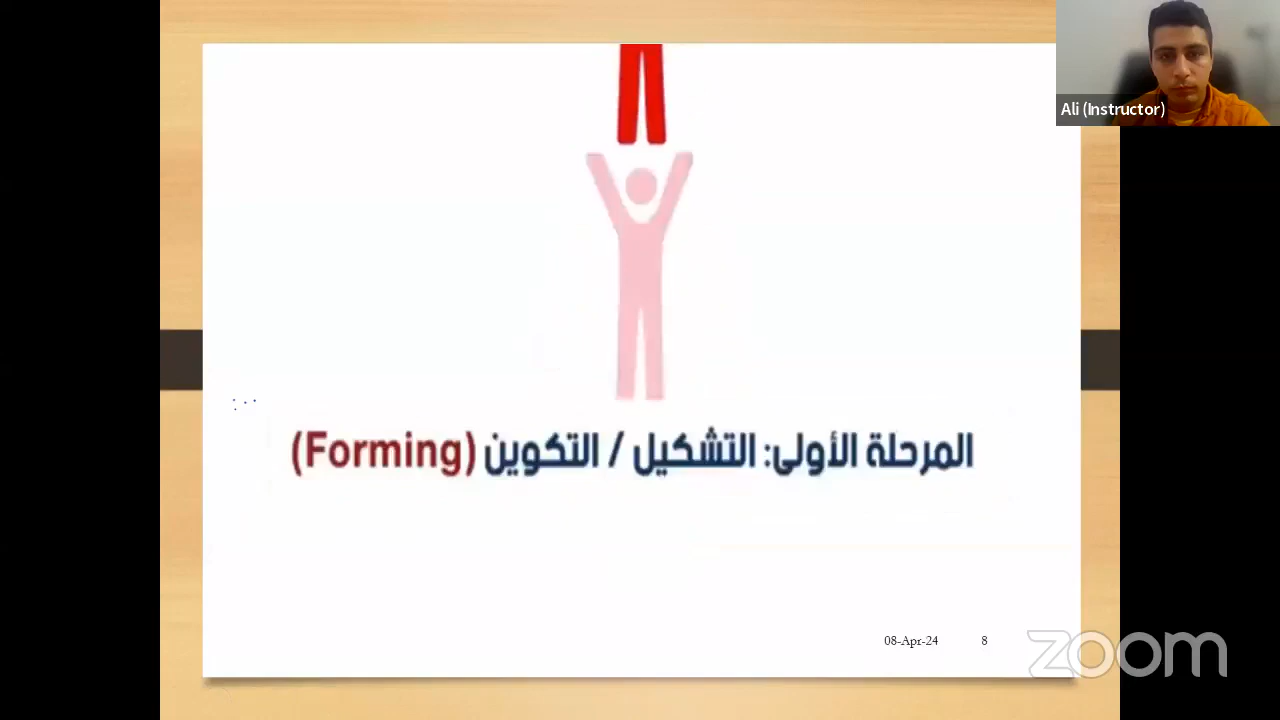 Ali (Instructor)
المرحلة الأولى: التشكيل / التكوين (Forming)
08-Apr-24 8
zoom